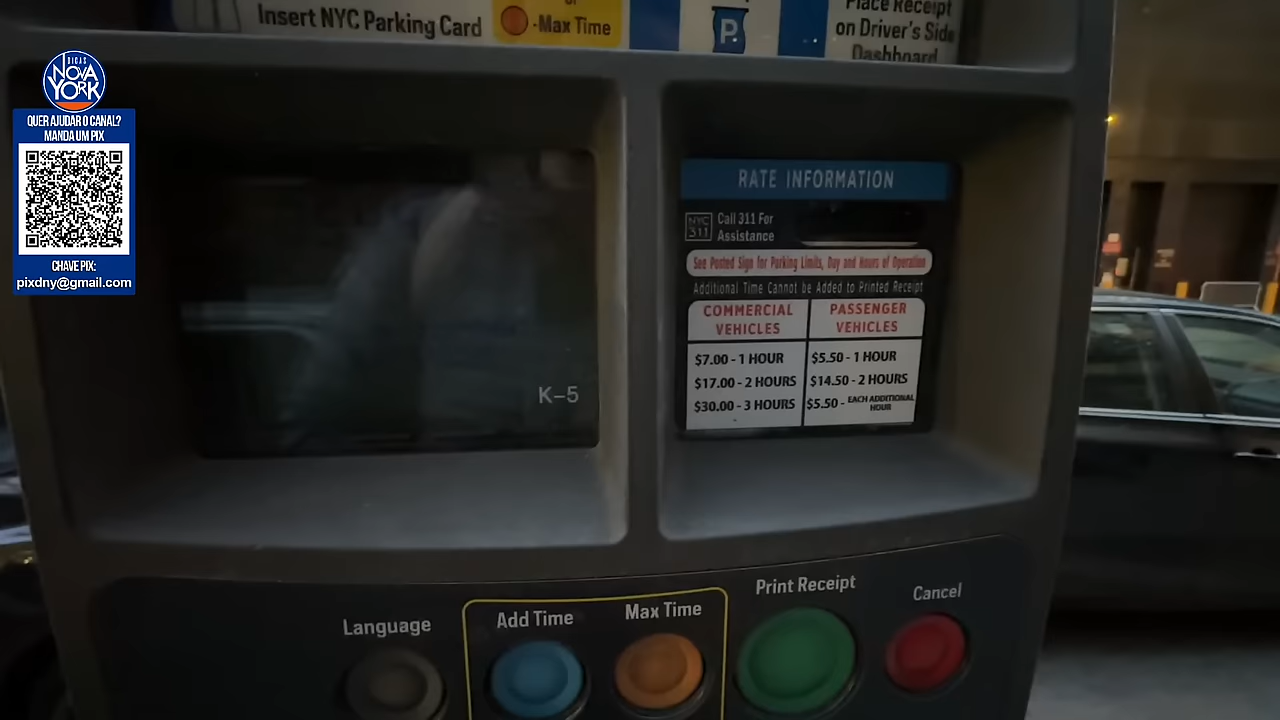 or
Insert NYC Parking Card
-Max Time
P
Place Receipt
on Driver's Side
Dashboard
DICAS
NOVA
YORK
QUER AJUDAR O CANAL?
MANDA UM PIX
CHAVE PIX:
pixdny@gmail.com
RATE INFORMATION
NYC
311
Call 311 For
Assistance
See Posted Sign for Parking Limits, Day and Hours of Operation
Additional Time Cannot be Added to Printed Receipt
COMMERCIAL
VEHICLES
$7.00 - 1 HOUR
$17.00 - 2 HOURS
$30.00 - 3 HOURS
PASSENGER
VEHICLES
$5.50 - 1 HOUR
$14.50 - 2 HOURS
$5.50 - EACH ADDITIONAL
HOUR
K-5
Language
Add Time
Max Time
Print Receipt
Cancel